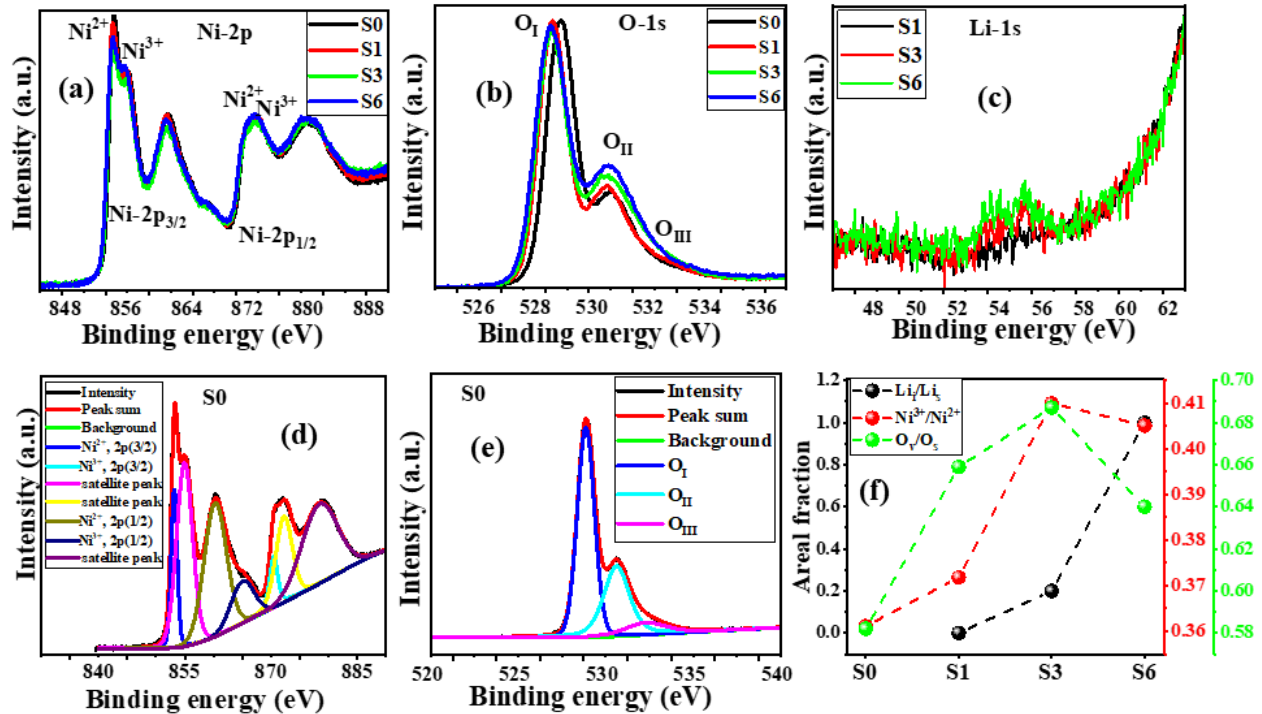 Ni²⁺
Ni³⁺
Ni-2p
S0
S1
S3
S6
(a)
Ni²⁺
Ni³⁺
Ni-2p3/2
Ni-2p1/2
Intensity (a.u.)
848 856 864 872 880
Binding energy (eV)
OI
O-1s
S0
S1
S3
S6
(b)
OII
OIII
Intensity (a.u.)
526 528 530 532 534 536
Binding energy (eV)
S1
S3
S6
Li-1s
(c)
Intensity (a.u.)
48 50 52 54 56 58 60 62
Binding energy (eV)
Intensity
Peak sum
Background
Ni²⁺, 2p(3/2)
Ni³⁺, 2p(3/2)
satellite peak
satellite peak
Ni²⁺, 2p(1/2)
Ni³⁺, 2p(1/2)
satellite peak
S0
(d)
Intensity (a.u.)
840 855 870 885
Binding energy (eV)
S0
Intensity
Peak sum
Background
OI
OII
OIII
(e)
Intensity (a.u.)
520 530 540
Binding energy (eV)
Ni³⁺/Ni²⁺
Ov/Os
(f)
Areal fraction
1.2
1.0
0.8
0.6
0.4
0.2
0.0
0.41
0.40
0.39
0.38
0.37
0.36
0.70
0.68
0.66
0.64
0.62
0.60
0.58
S0 S1 S3 S6